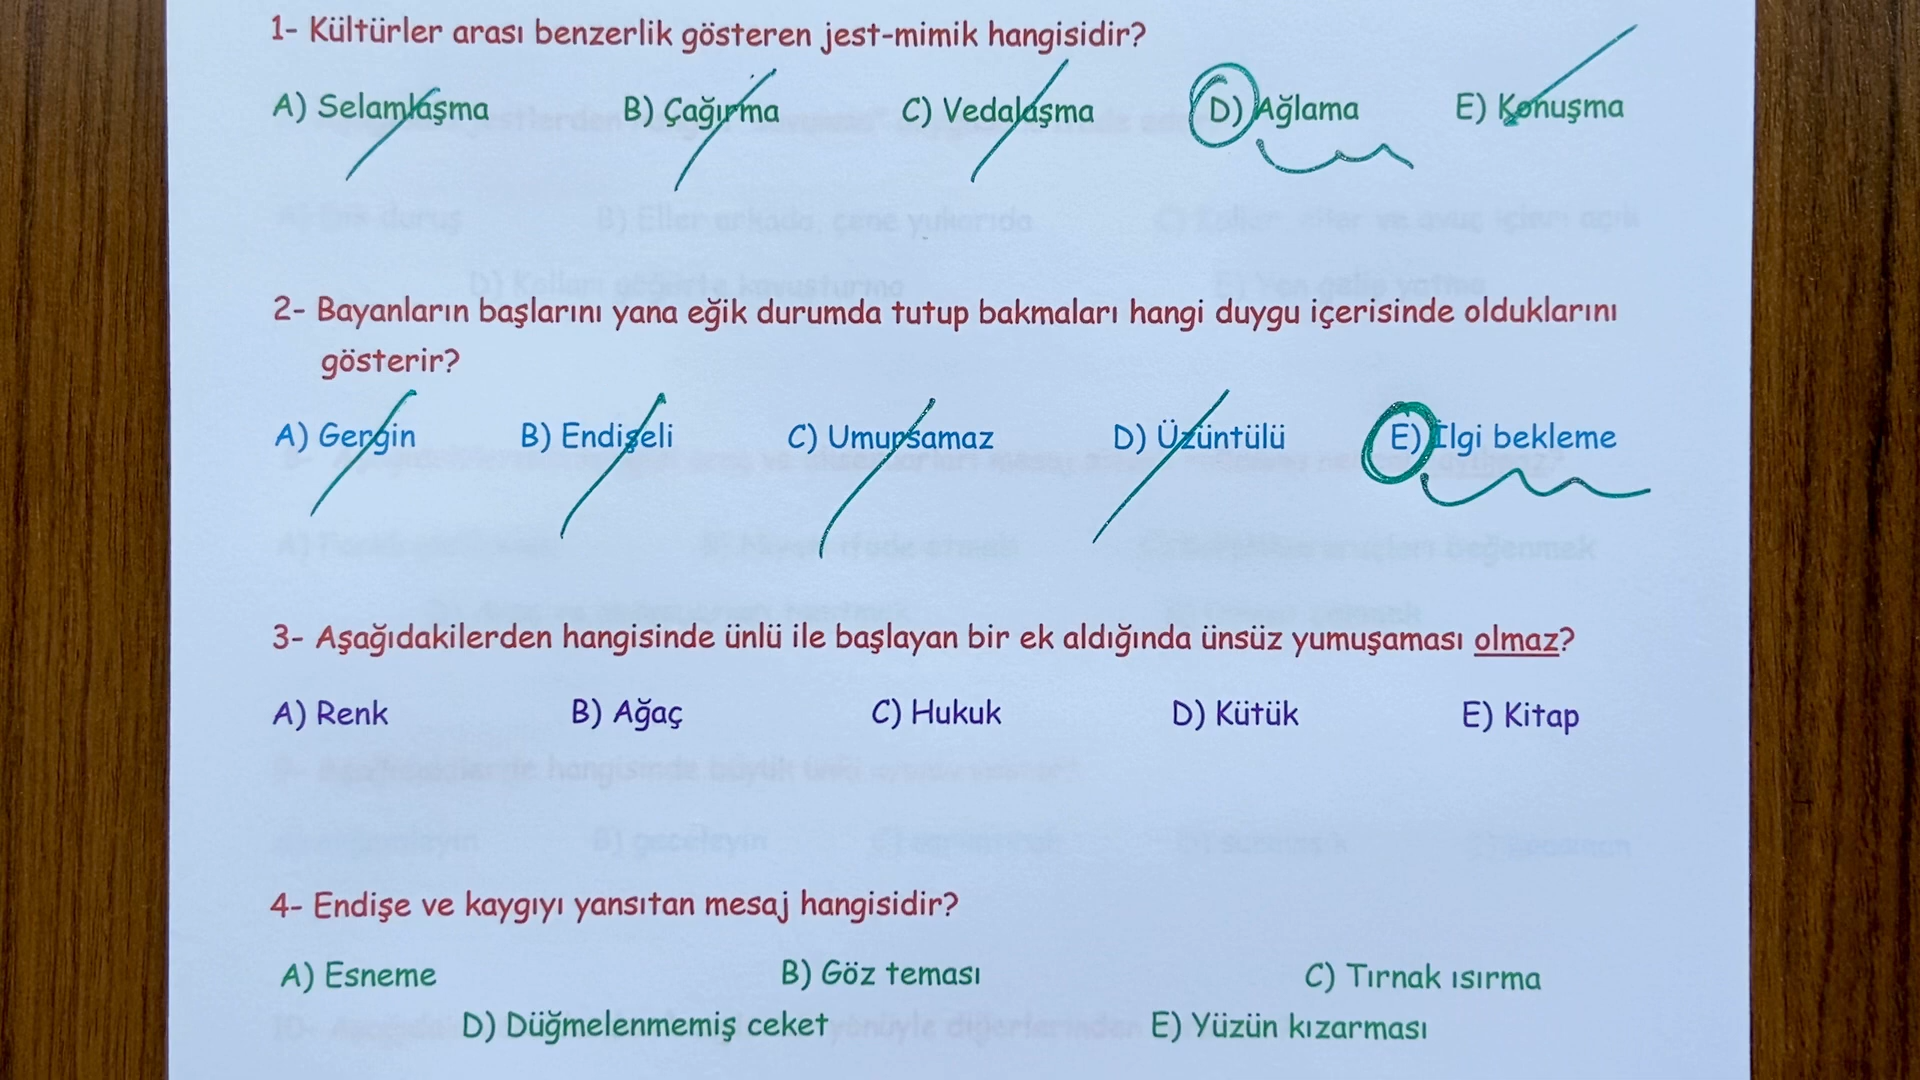 1- Kültürler arası benzerlik gösteren jest-mimik hangisidir?
A) Selamlaşma B) Çağırma C) Vedalaşma D) Ağlama E) Konuşma
2- Bayanların başlarını yana eğik durumda tutup bakmaları hangi duygu içerisinde olduklarını
gösterir?
A) Gergin B) Endişeli C) Umursamaz D) Üzüntülü E) İlgi bekleme
3- Aşağıdakilerden hangisinde ünlü ile başlayan bir ek aldığında ünsüz yumuşaması olmaz?
A) Renk B) Ağaç C) Hukuk D) Kütük E) Kitap
4- Endişe ve kaygıyı yansıtan mesaj hangisidir?
A) Esneme B) Göz teması C) Tırnak ısırma
D) Düğmelenmemiş ceket E) Yüzün kızarması